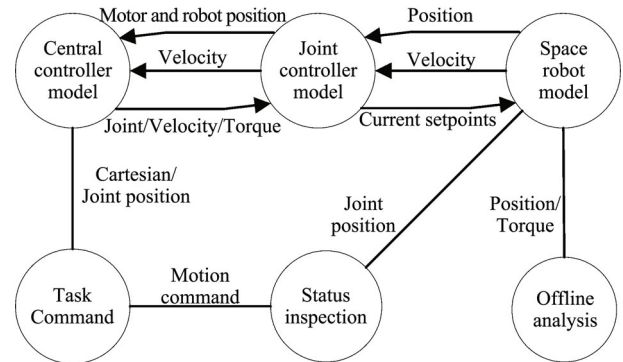 Motor and robot position
Position
Central
controller
model
Velocity
Joint
controller
model
Velocity
Space
robot
model
Joint/Velocity/Torque
Current setpoints
Cartesian/
Joint position
Joint
position
Position/
Torque
Task
Command
Motion
command
Status
inspection
Offline
analysis